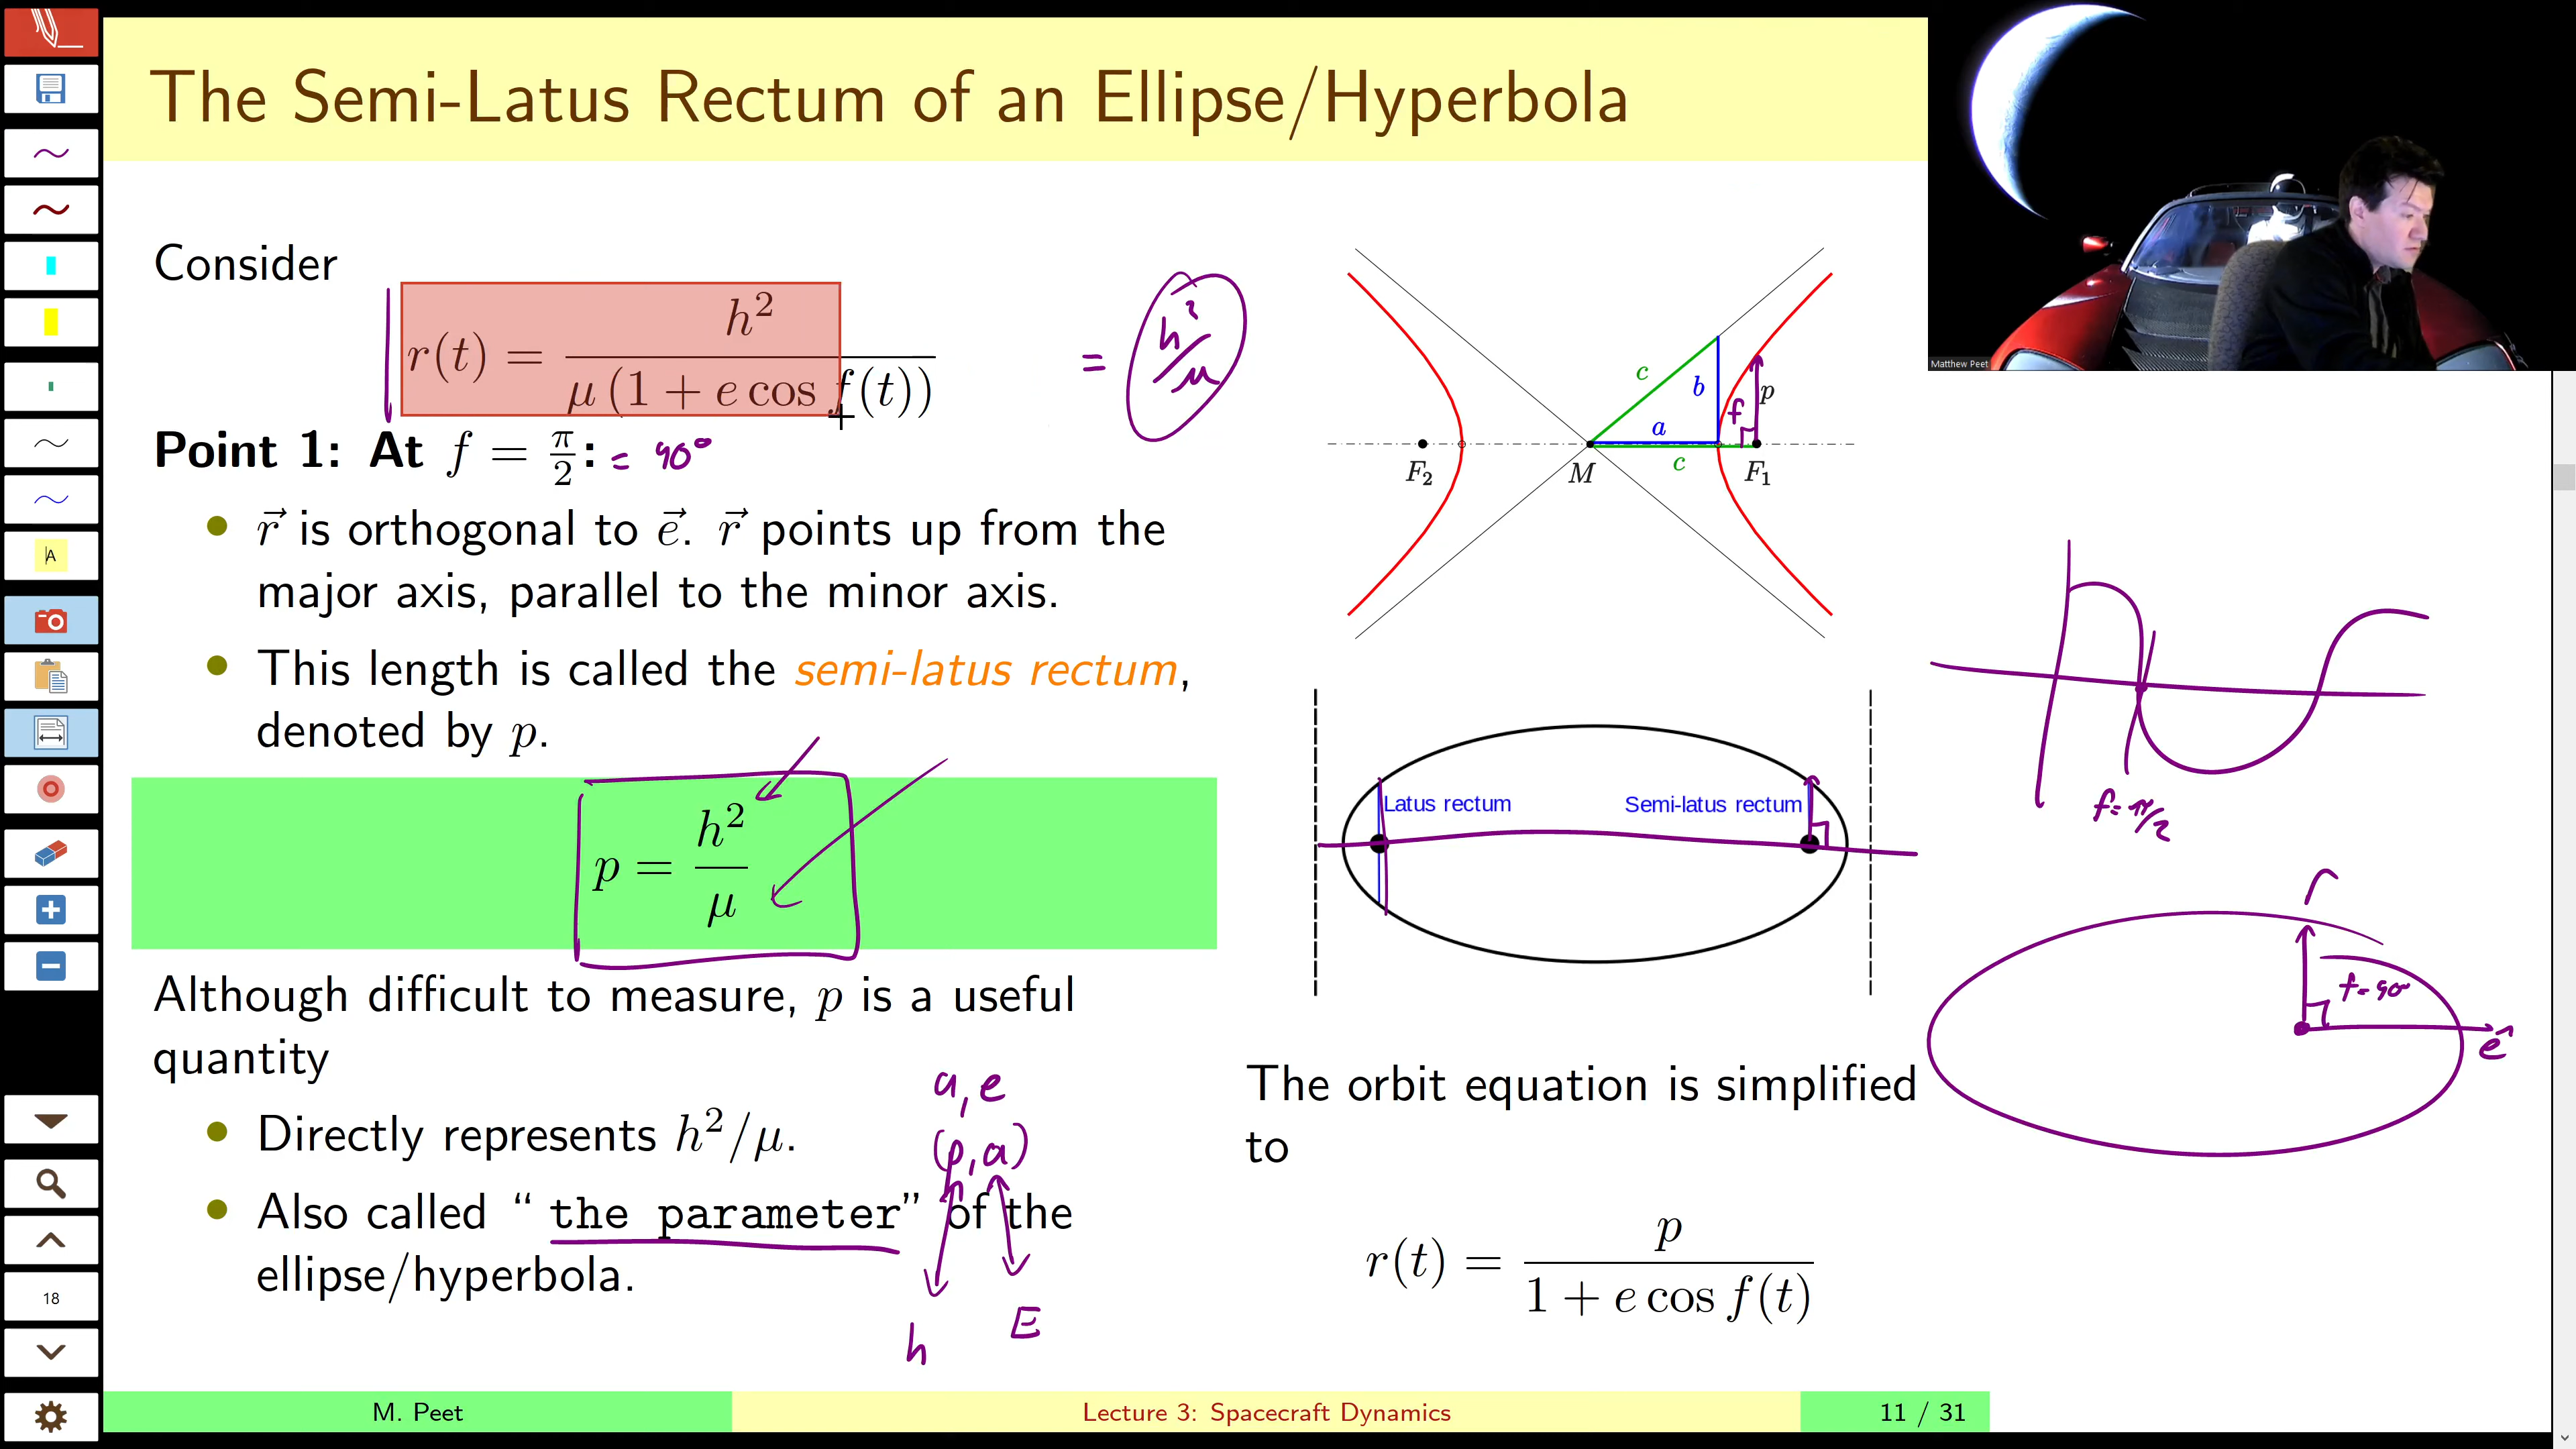 The Semi-Latus Rectum of an Ellipse/Hyperbola
Consider
r(t) = h² / μ (1 + e cos f(t))
= h²/μ
Point 1: At f = π/2: = 90°
• r⃗ is orthogonal to e⃗. r⃗ points up from the
major axis, parallel to the minor axis.
• This length is called the semi-latus rectum,
denoted by p.
p = h²/μ
Although difficult to measure, p is a useful
quantity
• Directly represents h²/μ.
• Also called “ the parameter” of the
ellipse/hyperbola.
a, e
(p, a)
h
E
c
b
f
p
a
c
F₂
M
F₁
Latus rectum
Semi-latus rectum
The orbit equation is simplified
to
r(t) = p / 1 + e cos f(t)
f = π/2
r
f = 90
e
Matthew Peet
A
18
M. Peet
Lecture 3: Spacecraft Dynamics
11 / 31